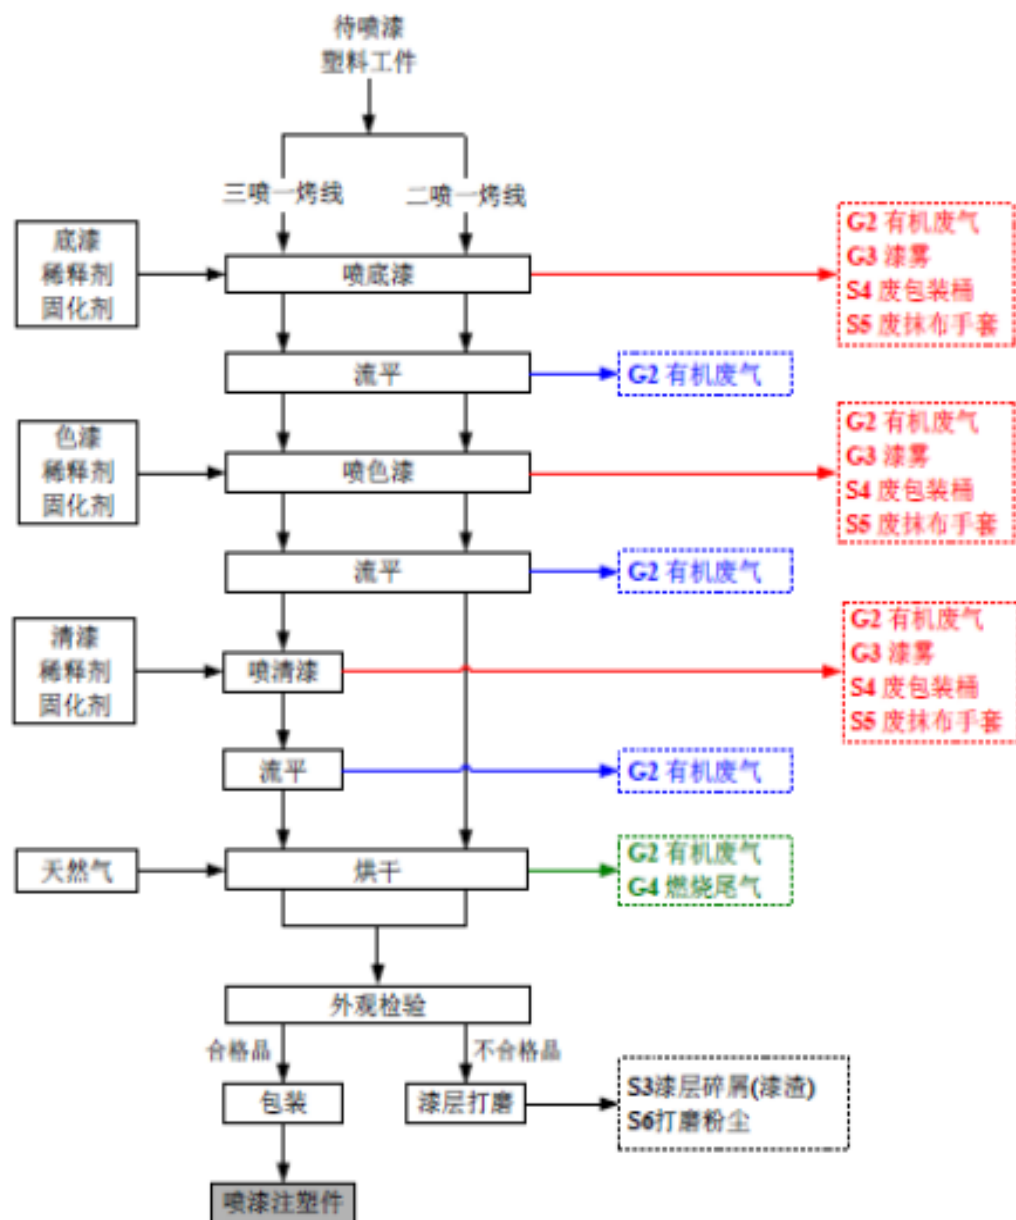 待喷漆
塑料工件
三喷一烤线
二喷一烤线
底漆
稀释剂
固化剂
喷底漆
G2 有机废气
G3 漆雾
S4 废包装桶
S5 废抹布手套
流平
G2 有机废气
色漆
稀释剂
固化剂
喷色漆
G2 有机废气
G3 漆雾
S4 废包装桶
S5 废抹布手套
流平
G2 有机废气
清漆
稀释剂
固化剂
喷清漆
G2 有机废气
G3 漆雾
S4 废包装桶
S5 废抹布手套
流平
G2 有机废气
天然气
烘干
G2 有机废气
G4 燃烧尾气
外观检验
合格品
不合格品
包装
漆层打磨
S3漆层碎屑(漆渣)
S6打磨粉尘
喷漆注塑件